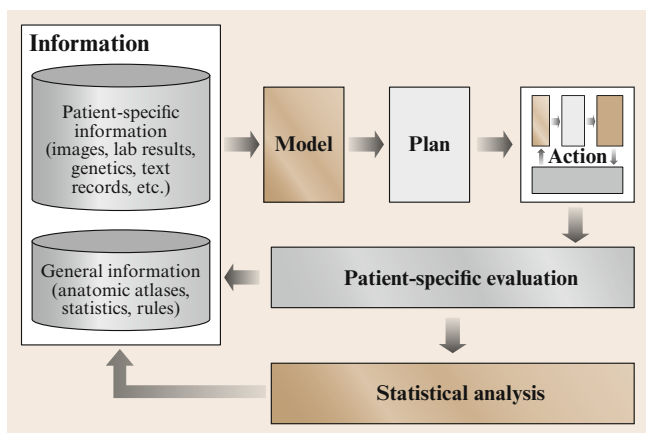 Information
Patient-specific
information
(images, lab results,
genetics, text
records, etc.)
General information
(anatomic atlases,
statistics, rules)
Model
Plan
Action
Patient-specific evaluation
Statistical analysis